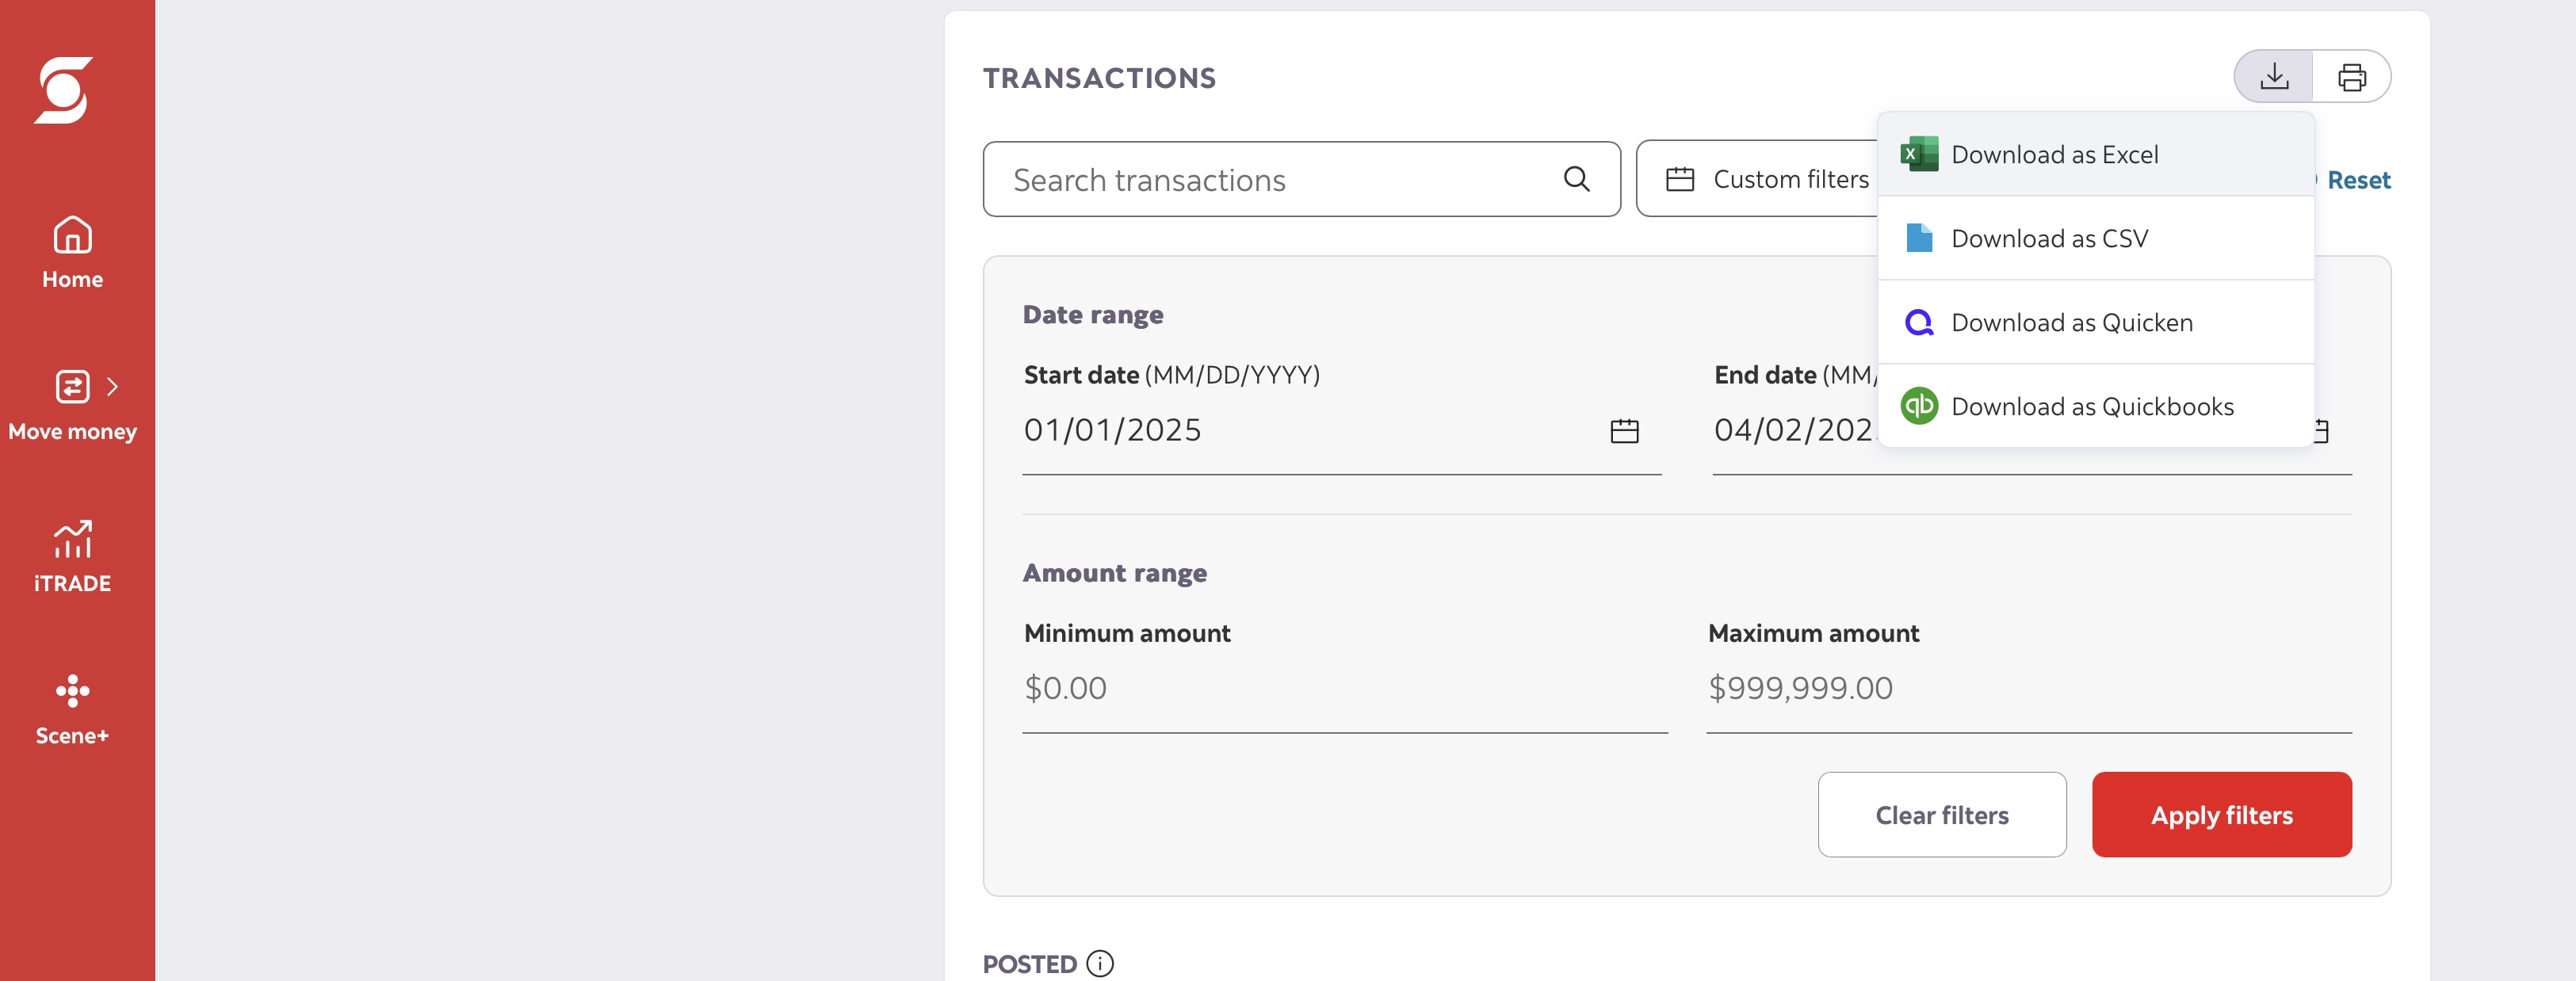 TRANSACTIONS
Download as Excel
Search transactions
Custom filters
Reset
Download as CSV
Home
Date range
Download as Quicken
Start date (MM/DD/YYYY)
End date (MM/
Move money
Download as Quickbooks
01/01/2025
04/02/202
Amount range
iTRADE
Minimum amount
Maximum amount
$0.00
$999,999.00
Scene+
Clear filters
Apply filters
POSTED